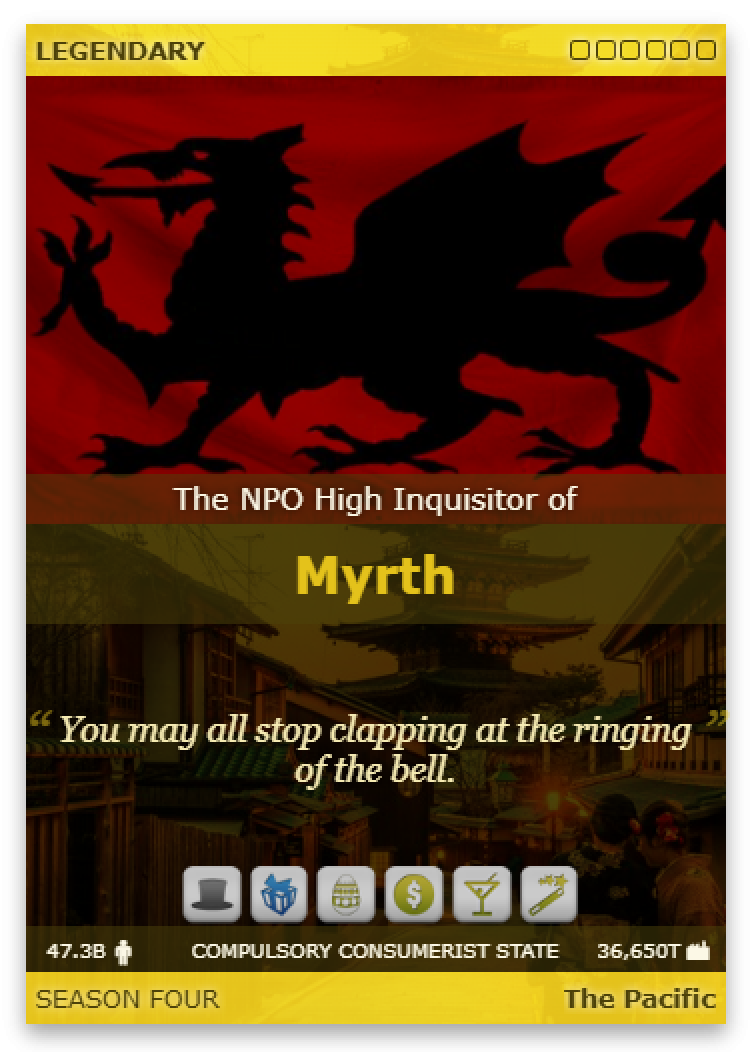 LEGENDARY
The NPO High Inquisitor of
Myrth
“ You may all stop clapping at the ringing ”
of the bell.
$
47.3B COMPULSORY CONSUMERIST STATE 36,650T
SEASON FOUR The Pacific